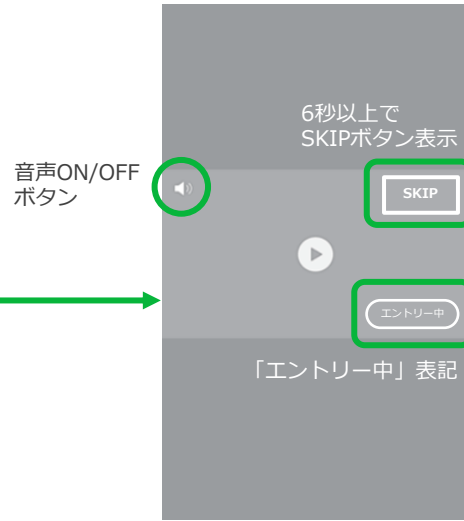 6秒以上で
SKIPボタン表示
音声ON/OFF
ボタン
SKIP
エントリー中
「エントリー中」表記